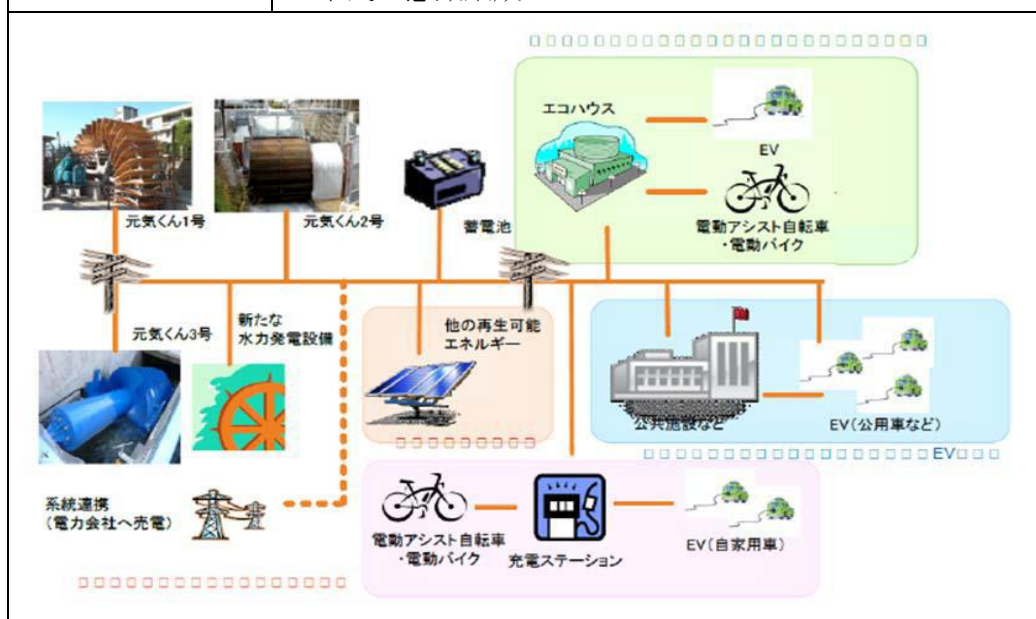 エコハウス
EV
電動アシスト自転車
・電動バイク
元気くん1号
元気くん2号
蓄電池
元気くん3号
新たな
水力発電設備
他の再生可能
エネルギー
公共施設など
EV(公用車など)
EV
系統連携
(電力会社へ売電)
電動アシスト自転車
・電動バイク
充電ステーション
EV(自家用車)